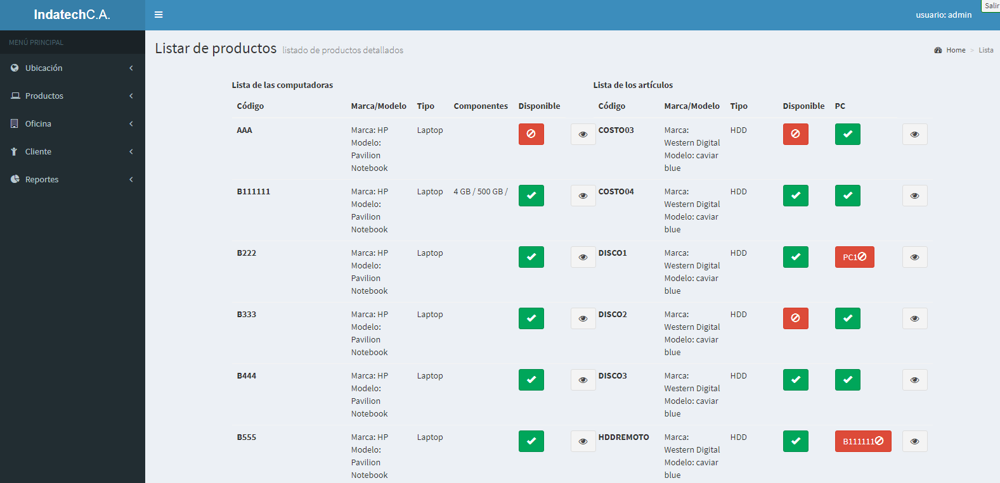 IndatechC.A.
usuario: admin
Salir
MENÚ PRINCIPAL
Ubicación
Productos
Oficina
Cliente
Reportes
Listar de productos listado de productos detallados
Home > Lista
Lista de las computadoras
Código Marca/Modelo Tipo Componentes Disponible
AAA Marca: HP Laptop
Modelo:
Pavilion
Notebook
B111111 Marca: HP Laptop 4 GB / 500 GB /
Modelo:
Pavilion
Notebook
B222 Marca: HP Laptop
Modelo:
Pavilion
Notebook
B333 Marca: HP Laptop
Modelo:
Pavilion
Notebook
B444 Marca: HP Laptop
Modelo:
Pavilion
Notebook
B555 Marca: HP Laptop
Modelo:
Pavilion
Notebook
Lista de los artículos
Código Marca/Modelo Tipo Disponible PC
COSTO03 Marca: HDD
Western Digital
Modelo: caviar
blue
COSTO04 Marca: HDD
Western Digital
Modelo: caviar
blue
DISCO1 Marca: HDD PC1
Western Digital
Modelo: caviar
blue
DISCO2 Marca: HDD
Western Digital
Modelo: caviar
blue
DISCO3 Marca: HDD
Western Digital
Modelo: caviar
blue
HDDREMOTO Marca: HDD B111111
Western Digital
Modelo: caviar
blue